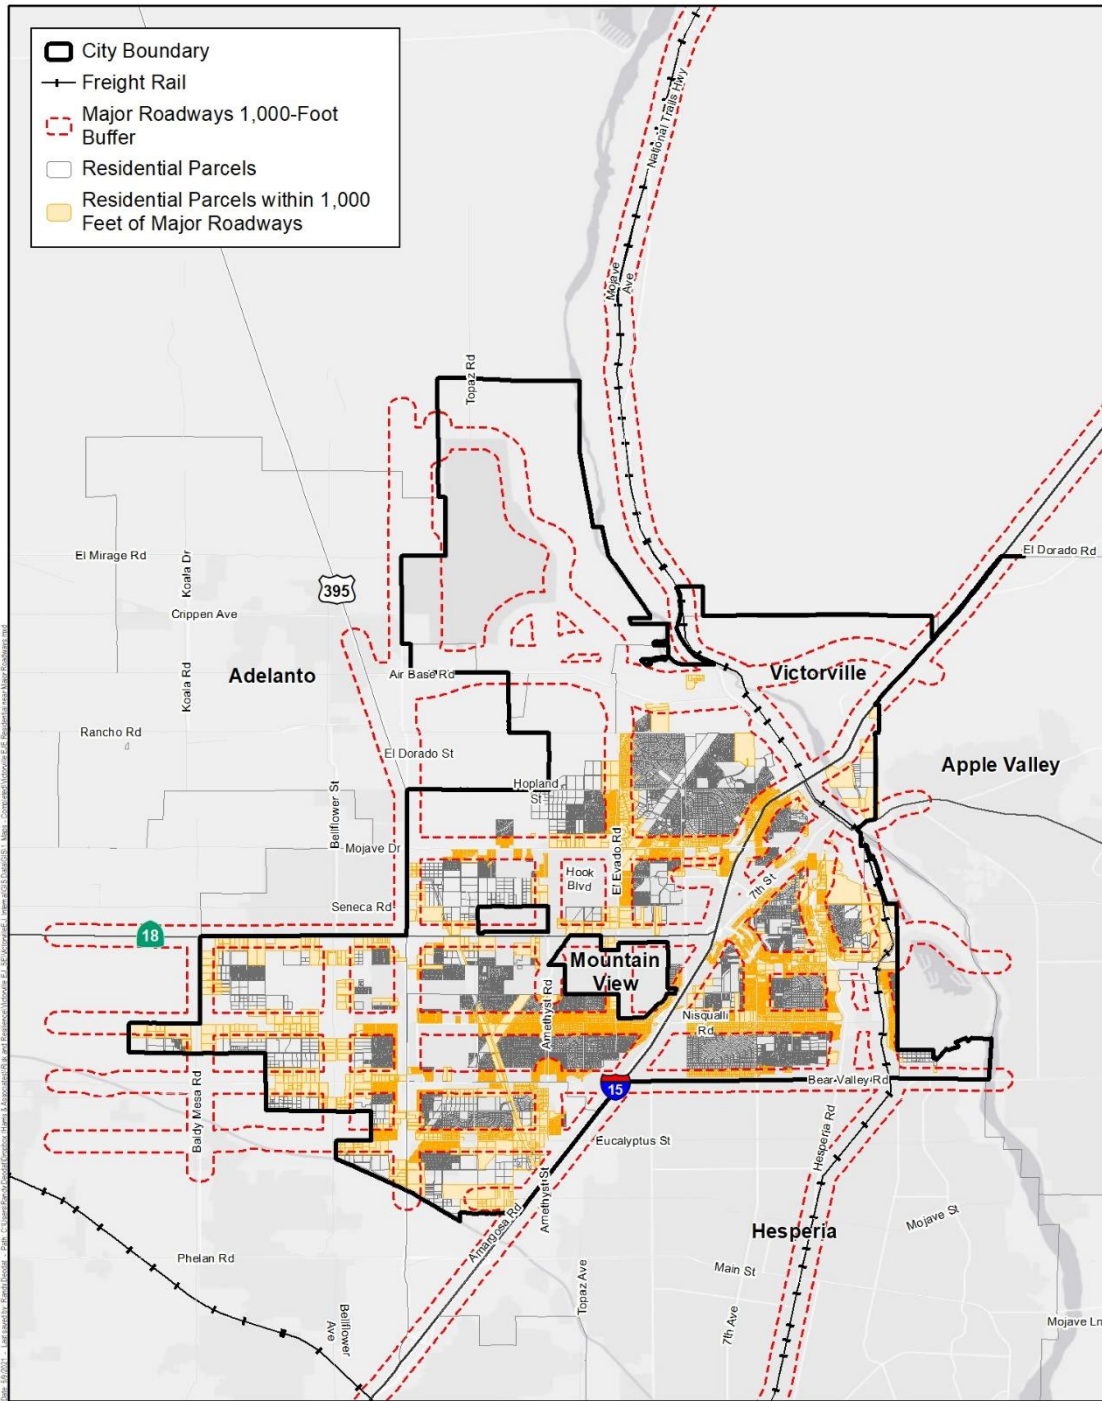 City Boundary
Freight Rail
Major Roadways 1,000-Foot
Buffer
Residential Parcels
Residential Parcels within 1,000
Feet of Major Roadways
National Trails Hwy
Mojave
Ave
Topaz Rd
El Mirage Rd
Koala Dr
395
El Dorado Rd
Crippen Ave
Koala Rd
Adelanto
Air Base Rd
Victorville
Rancho Rd
El Dorado St
Apple Valley
Bellflower St
Hopland
St
Mojave Dr
El Evado Rd
Hook
Blvd
7th St
Seneca Rd
18
Mountain
View
Amethyst Rd
Nisqualli
Rd
Baldy Mesa Rd
15
Bear Valley Rd
Eucalyptus St
Hesperia Rd
Amethyst St
Amargosa Rd
Hesperia
Mojave St
Phelan Rd
Main St
Topaz Ave
7th Ave
Bellflower
Ave
Mojave Ln